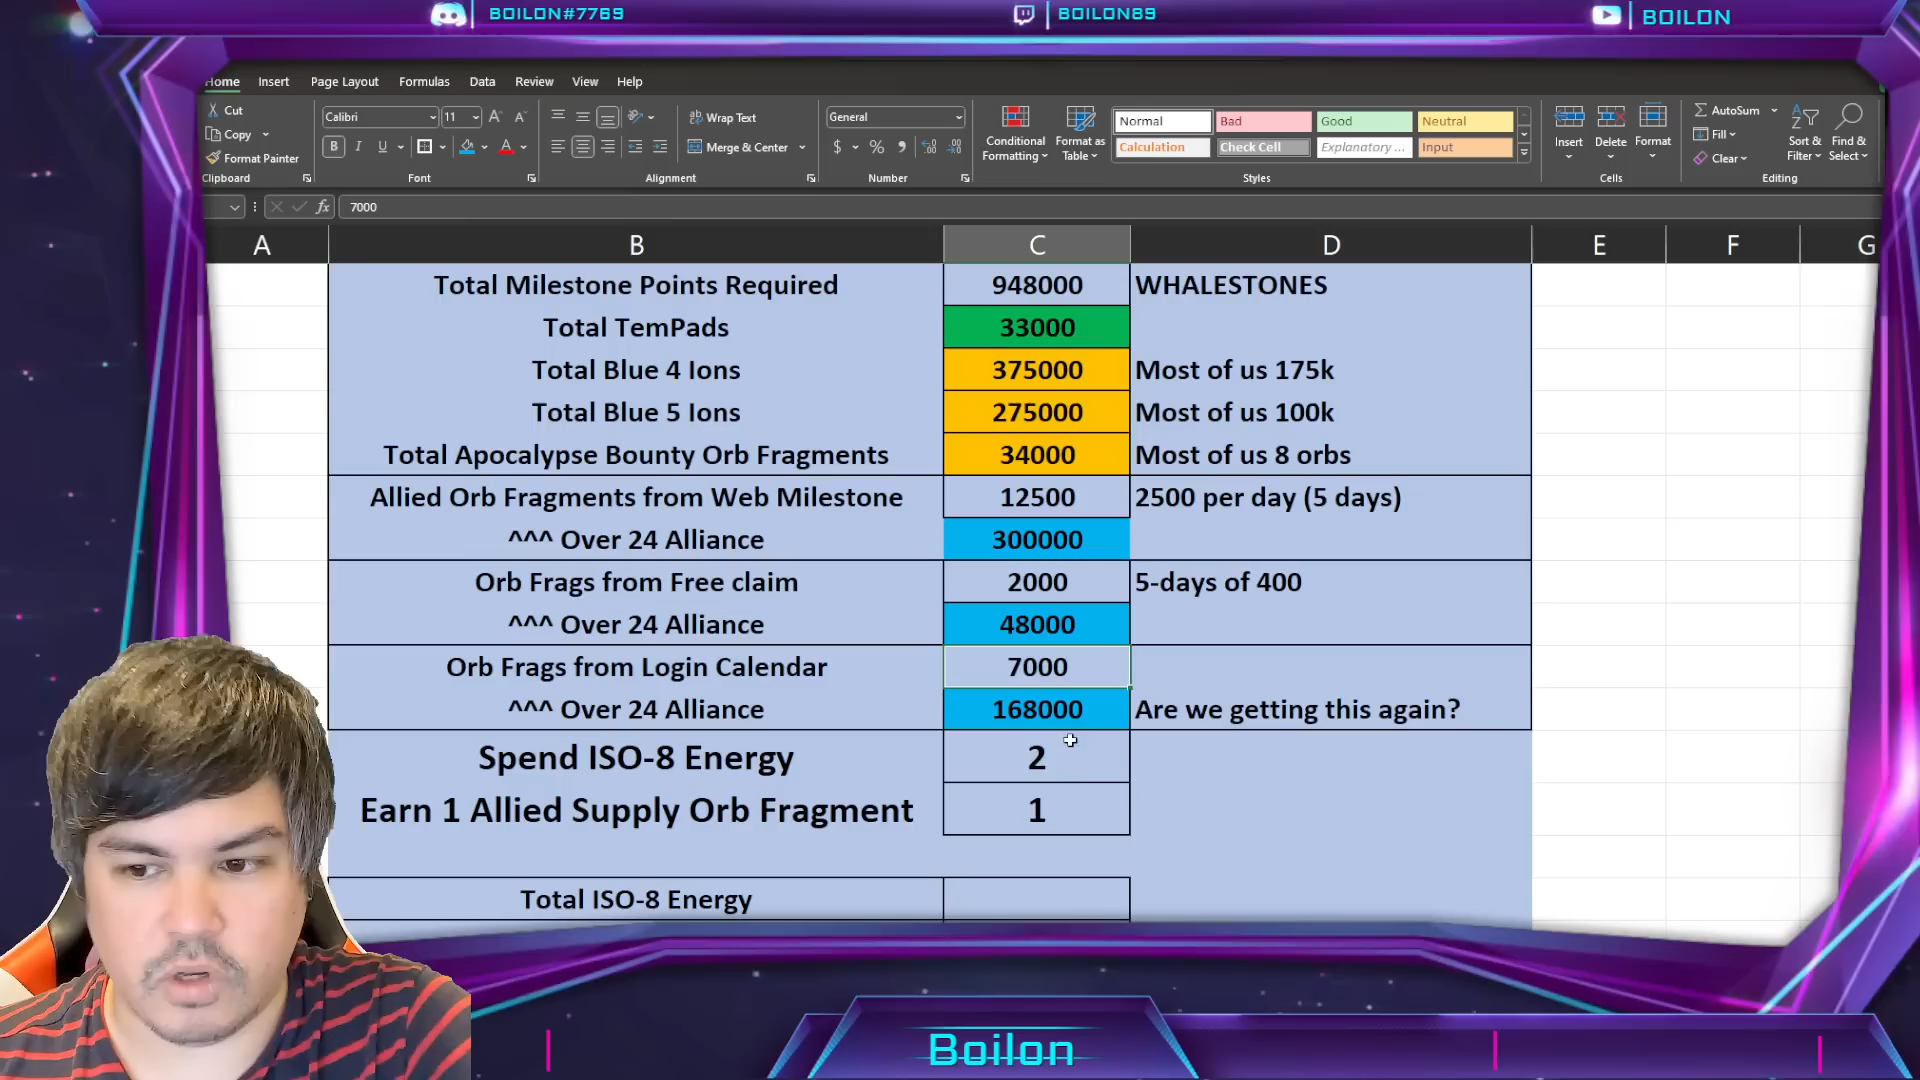 BOILON#7769
BOILON89
BOILON
Home Insert Page Layout Formulas Data Review View Help
Cut
Copy
Format Painter
Clipboard
Calibri 11
B I U
Font
Wrap Text
Merge & Center
Alignment
General
$ % 
Number
Conditional Formatting
Format as Table
Normal Bad Good Neutral
Calculation Check Cell Explanatory ... Input
Styles
Insert Delete Format
Cells
AutoSum
Fill
Clear
Sort & Filter
Find & Select
Editing
fx 7000
A B C D E F G
Total Milestone Points Required 948000 WHALESTONES
Total TemPads 33000
Total Blue 4 Ions 375000 Most of us 175k
Total Blue 5 Ions 275000 Most of us 100k
Total Apocalypse Bounty Orb Fragments 34000 Most of us 8 orbs
Allied Orb Fragments from Web Milestone 12500 2500 per day (5 days)
^^^ Over 24 Alliance 300000
Orb Frags from Free claim 2000 5-days of 400
^^^ Over 24 Alliance 48000
Orb Frags from Login Calendar 7000
^^^ Over 24 Alliance 168000 Are we getting this again?
Spend ISO-8 Energy 2
Earn 1 Allied Supply Orb Fragment 1
Total ISO-8 Energy
Boilon